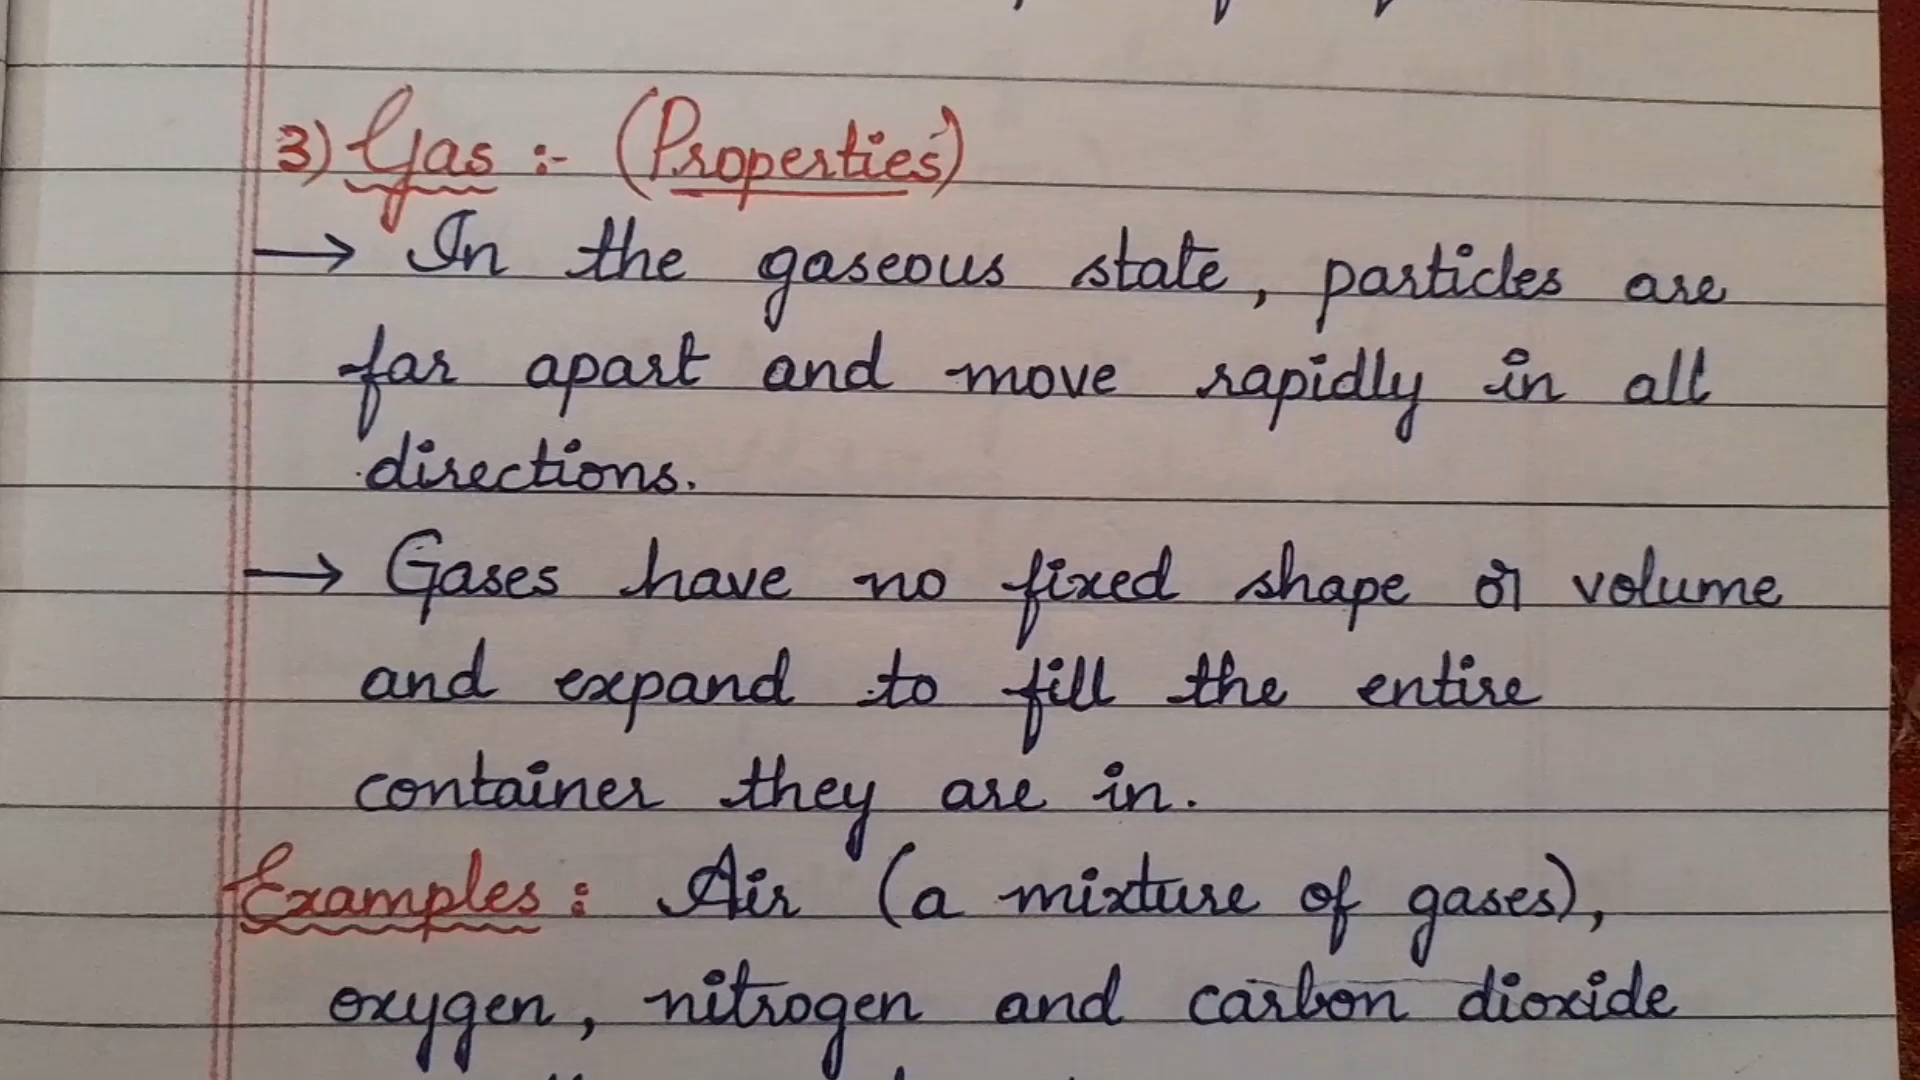 3) Gas :- (Properties)
→ In the gaseous state, particles are
far apart and move rapidly in all
directions.
→ Gases have no fixed shape or volume
and expand to fill the entire
container they are in.
Examples: Air (a mixture of gases),
oxygen, nitrogen and carbon dioxide